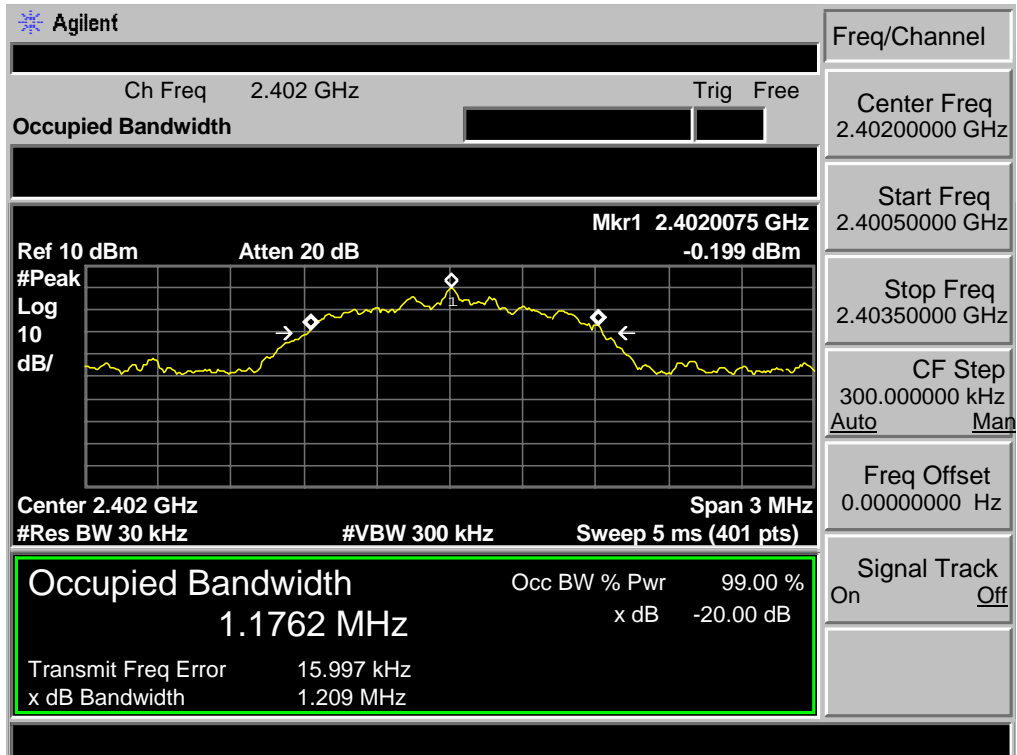 Agilent
Freq/Channel
Ch Freq 2.402 GHz Trig Free
Occupied Bandwidth
Center Freq
2.40200000 GHz
Start Freq
2.40050000 GHz
Stop Freq
2.40350000 GHz
CF Step
300.000000 kHz
Auto Man
Freq Offset
0.00000000 Hz
Signal Track
On Off
Mkr1 2.4020075 GHz
Ref 10 dBm Atten 20 dB -0.199 dBm
#Peak
Log
10
dB/
1
Center 2.402 GHz Span 3 MHz
#Res BW 30 kHz #VBW 300 kHz Sweep 5 ms (401 pts)
Occupied Bandwidth
1.1762 MHz
Occ BW % Pwr 99.00 %
x dB -20.00 dB
Transmit Freq Error 15.997 kHz
x dB Bandwidth 1.209 MHz